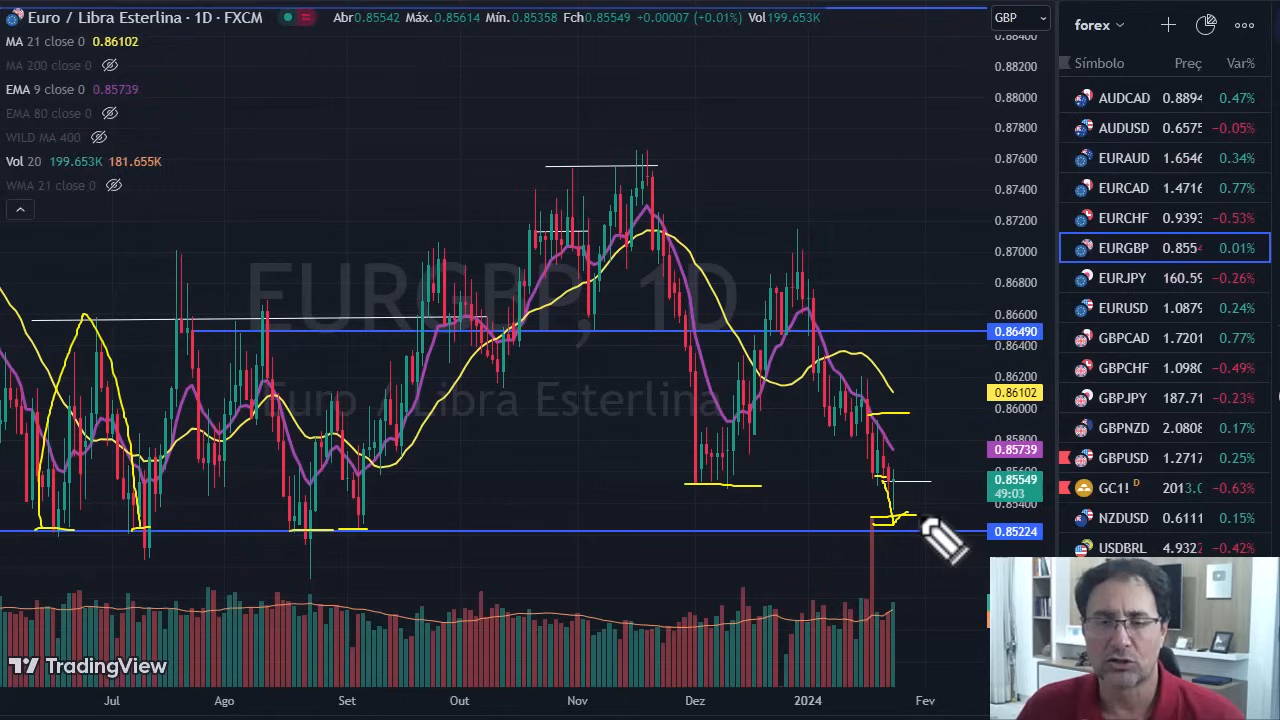 Euro / Libra Esterlina · 1D · FXCM Abr0.85542 Máx.0.85614 Mín.0.85358 Fch0.85549 +0.00007 (+0.01%) Vol199.653K
MA 21 close 0 0.86102
MA 200 close 0
EMA 9 close 0 0.85739
EMA 80 close 0
WILD MA 400
Vol 20 199.653K 181.655K
WMA 21 close 0
EURGBP, 1D
Euro / Libra Esterlina
GBP
0.88400
0.88200
0.88000
0.87800
0.87600
0.87400
0.87200
0.87000
0.86800
0.86600
0.86490
0.86400
0.86200
0.86102
0.86000
0.85800
0.85739
0.85600
0.85549
49:03
0.85400
0.85224
Jul Ago Set Out Nov Dez 2024 Fev
TradingView
forex
Símbolo Preç Var%
AUDCAD 0.8894 0.47%
AUDUSD 0.6575 −0.05%
EURAUD 1.6546 0.34%
EURCAD 1.4716 0.77%
EURCHF 0.9393 −0.53%
EURGBP 0.855 0.01%
EURJPY 160.59 −0.26%
EURUSD 1.0879 0.24%
GBPCAD 1.7201 0.77%
GBPCHF 1.0980 −0.49%
GBPJPY 187.71 −0.23%
GBPNZD 2.0808 0.17%
GBPUSD 1.2717 0.25%
GC1! D 2013.0 −0.63%
NZDUSD 0.6111 0.15%
USDBRL 4.932 −0.42%